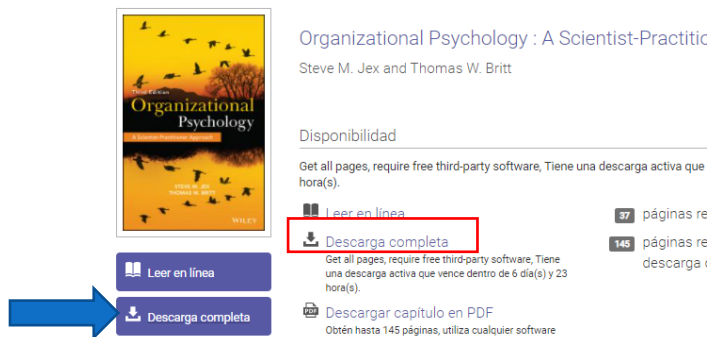 Third Edition
Organizational
Psychology
A Scientist-Practitioner Approach
STEVE M. JEX
THOMAS W. BRITT
WILEY
Leer en línea
Descarga completa
Organizational Psychology : A Scientist-Practitio
Steve M. Jex and Thomas W. Britt
Disponibilidad
Get all pages, require free third-party software, Tiene una descarga activa que
hora(s).
Leer en línea
37 páginas re
Descarga completa
145 páginas re
descarga
Get all pages, require free third-party software, Tiene
una descarga activa que vence dentro de 6 día(s) y 23
hora(s).
PDF Descargar capítulo en PDF
Obtén hasta 145 páginas, utiliza cualquier software